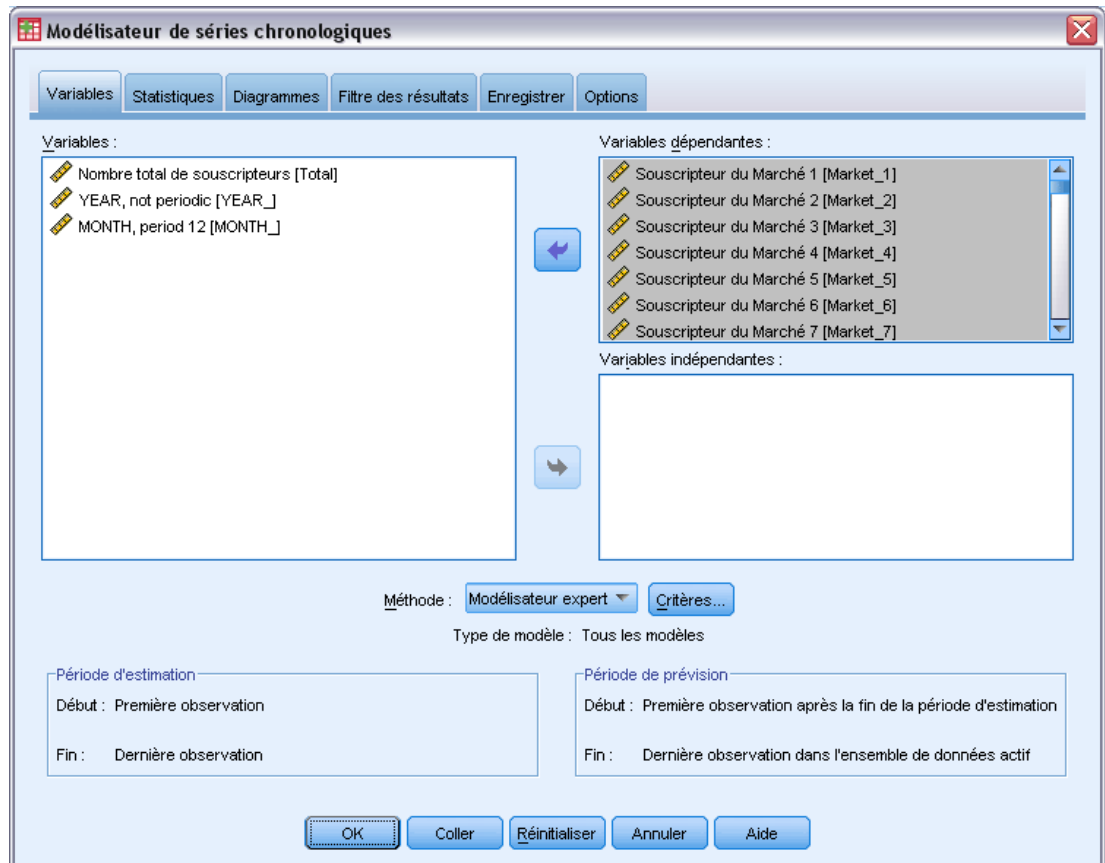 Modélisateur de séries chronologiques
Variables Statistiques Diagrammes Filtre des résultats Enregistrer Options
Variables :
Nombre total de souscripteurs [Total]
YEAR, not periodic [YEAR_]
MONTH, period 12 [MONTH_]
Variables dépendantes :
Souscripteur du Marché 1 [Market_1]
Souscripteur du Marché 2 [Market_2]
Souscripteur du Marché 3 [Market_3]
Souscripteur du Marché 4 [Market_4]
Souscripteur du Marché 5 [Market_5]
Souscripteur du Marché 6 [Market_6]
Souscripteur du Marché 7 [Market_7]
Variables indépendantes :
Méthode : Modélisateur expert Critères...
Type de modèle : Tous les modèles
Période d'estimation
Début : Première observation
Fin : Dernière observation
Période de prévision
Début : Première observation après la fin de la période d'estimation
Fin : Dernière observation dans l'ensemble de données actif
OK Coller Réinitialiser Annuler Aide